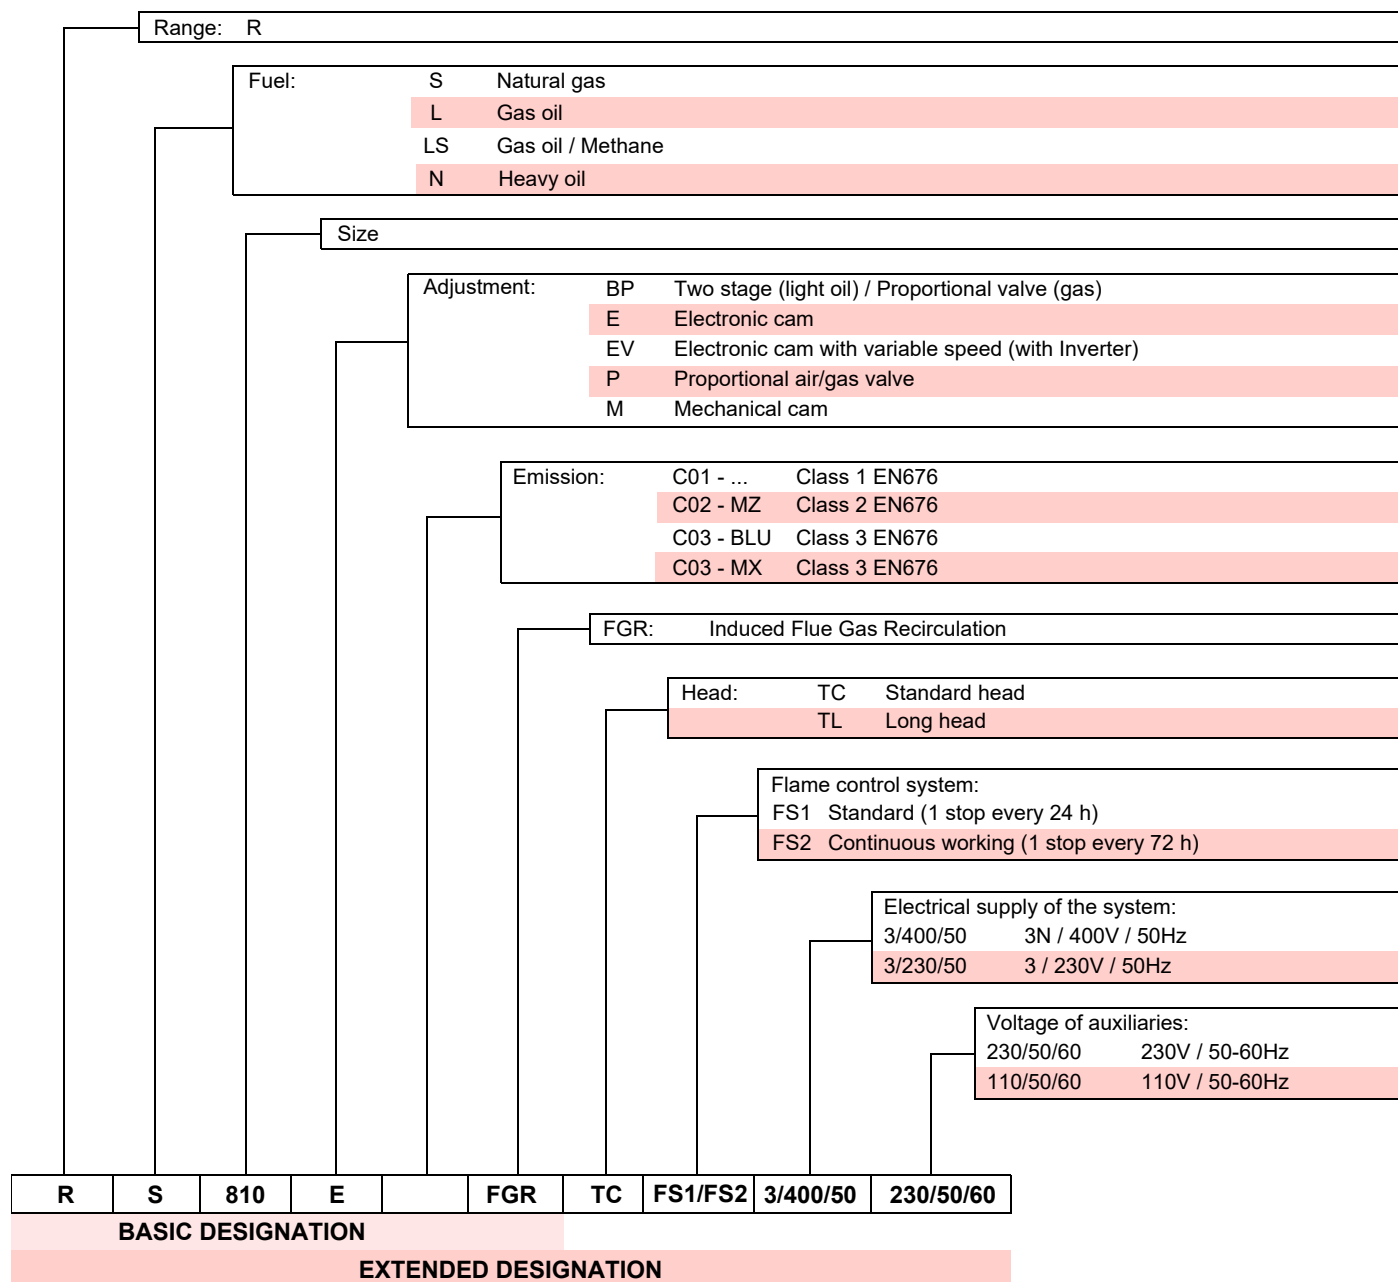 Range: R
Fuel: S Natural gas
L Gas oil
LS Gas oil / Methane
N Heavy oil
Size
Adjustment: BP Two stage (light oil) / Proportional valve (gas)
E Electronic cam
EV Electronic cam with variable speed (with Inverter)
P Proportional air/gas valve
M Mechanical cam
Emission: C01 - ... Class 1 EN676
C02 - MZ Class 2 EN676
C03 - BLU Class 3 EN676
C03 - MX Class 3 EN676
FGR: Induced Flue Gas Recirculation
Head: TC Standard head
TL Long head
Flame control system:
FS1 Standard (1 stop every 24 h)
FS2 Continuous working (1 stop every 72 h)
Electrical supply of the system:
3/400/50 3N / 400V / 50Hz
3/230/50 3 / 230V / 50Hz
Voltage of auxiliaries:
230/50/60 230V / 50-60Hz
110/50/60 110V / 50-60Hz
R S 810 E FGR TC FS1/FS2 3/400/50 230/50/60
BASIC DESIGNATION
EXTENDED DESIGNATION